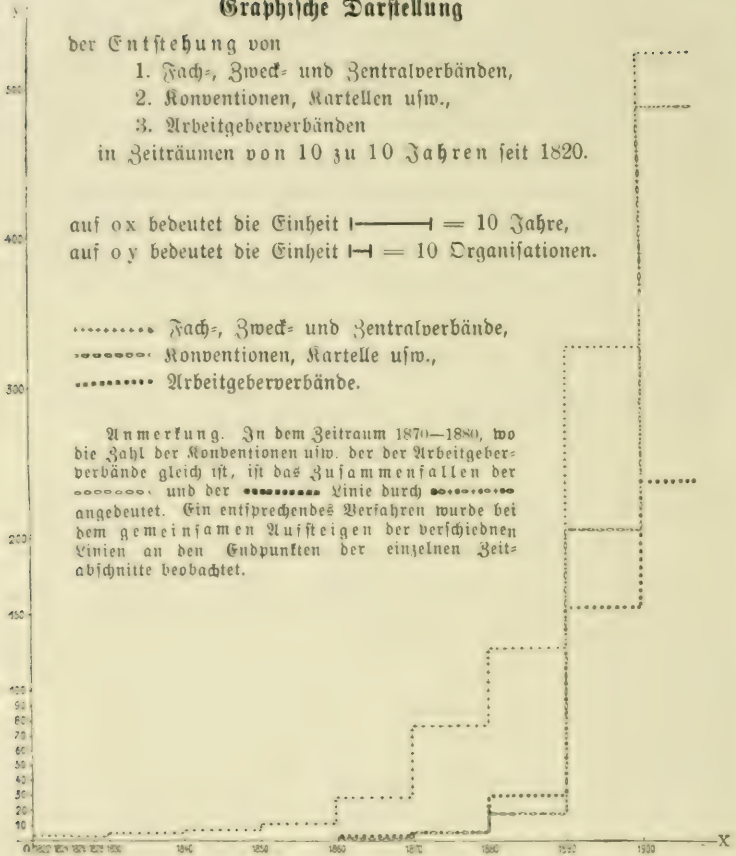 y
Graphische Darstellung
der Entstehung von
1. Fach-, Zweck- und Zentralverbänden,
2. Konventionen, Kartellen usw.,
3. Arbeitgeberverbänden
in Zeiträumen von 10 zu 10 Jahren seit 1820.
auf ox bedeutet die Einheit = 10 Jahre,
auf oy bedeutet die Einheit = 10 Organisationen.
Fach-, Zweck- und Zentralverbände,
Konventionen, Kartelle usw.,
Arbeitgeberverbände.
Anmerkung. In dem Zeitraum 1870—1880, wo
die Zahl der Konventionen usw. der der Arbeitgeber-
verbände gleich ist, ist das Zusammenfallen der
und der Linie durch
angedeutet. Ein entsprechendes Verfahren wurde bei
dem gemeinsamen Aufsteigen der verschiednen
Linien an den Endpunkten der einzelnen Zeit-
abschnitte beobachtet.
500
400
300
200
150
100
90
80
70
60
50
40
30
20
10
0 1830 1840 1850 1860 1870 1880 1890 1900 X